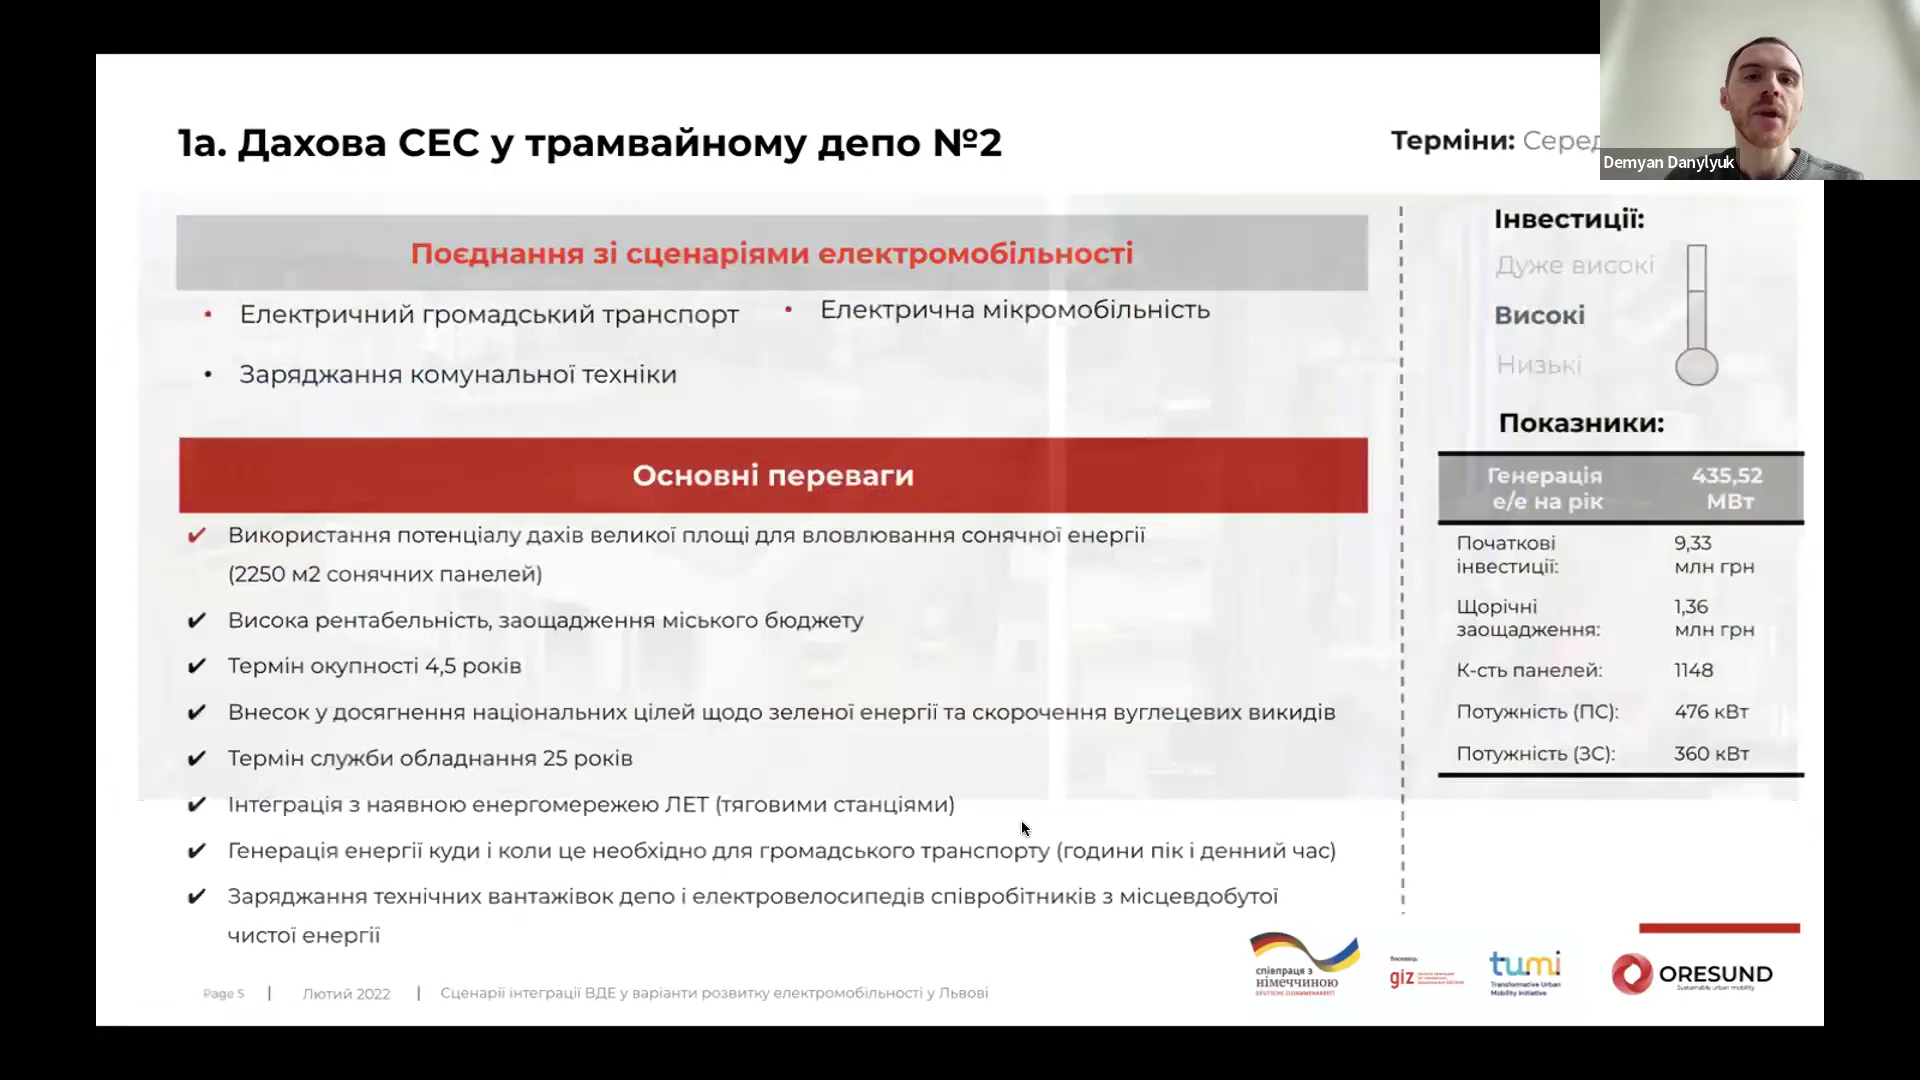 1а. Дахова СЕС у трамвайному депо №2
Терміни: Серед
Demyan Danylyuk
Поєднання зі сценаріями електромобільності
• Електричний громадський транспорт
• Електрична мікромобільність
• Заряджання комунальної техніки
Основні переваги
✔ Використання потенціалу дахів великої площі для вловлювання сонячної енергії
(2250 м2 сонячних панелей)
✔ Висока рентабельність, заощадження міського бюджету
✔ Термін окупності 4,5 років
✔ Внесок у досягнення національних цілей щодо зеленої енергії та скорочення вуглецевих викидів
✔ Термін служби обладнання 25 років
✔ Інтеграція з наявною енергомережею ЛЕТ (тяговими станціями)
✔ Генерація енергії куди і коли це необхідно для громадського транспорту (години пік і денний час)
✔ Заряджання технічних вантажівок депо і електровелосипедів співробітників з місцевдобутої
чистої енергії
Інвестиції:
Дуже високі
Високі
Низькі
Показники:
Генерація 435,52
е/е на рік МВт
Початкові 9,33
інвестиції: млн грн
Щорічні 1,36
заощадження: млн грн
К-сть панелей: 1148
Потужність (ПС): 476 кВт
Потужність (ЗС): 360 кВт
Page 5 | Лютий 2022 | Сценарії інтеграції ВДЕ у варіанти розвитку електромобільності у Львові
співпраця з
німеччиною
DEUTSCHE ZUSAMMENARBEIT
giz
tumi
Transformative Urban
Mobility Initiative
ORESUND
Sustainable urban mobility